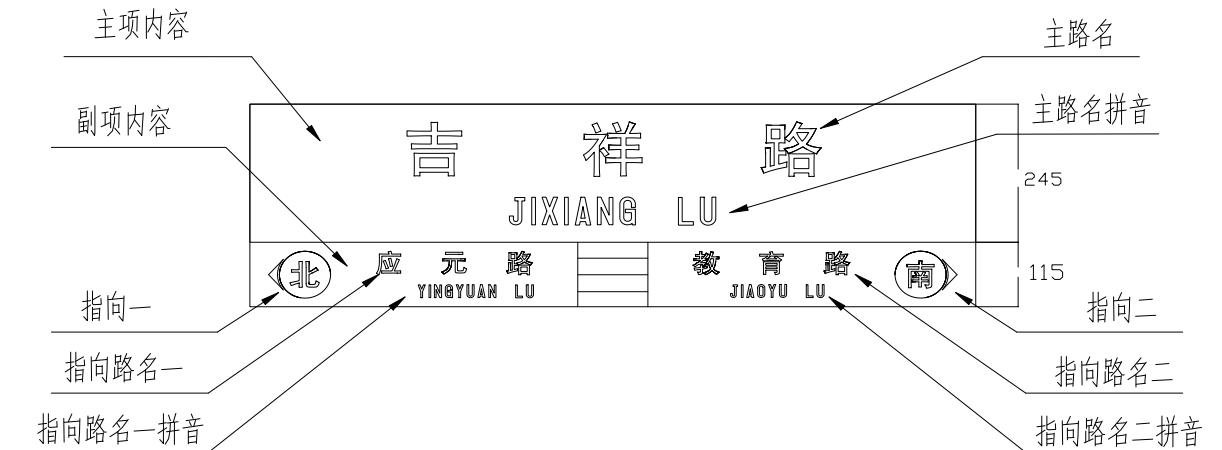 主项内容
主路名
副项内容
主路名拼音
吉祥路
245
JIXIANG LU
北
应元路
教育路
南
YINGYUAN LU
JIAOYU LU
115
指向一
指向二
指向路名一
指向路名二
指向路名一拼音
指向路名二拼音